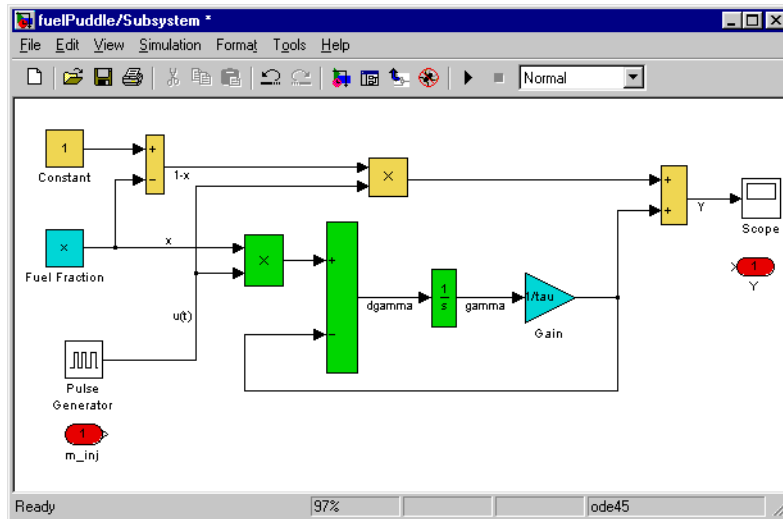 fuelPuddle/Subsystem *
File Edit View Simulation Format Tools Help
Normal
1
Constant
+
−
1-x
×
+
+
Y
Scope
x
Fuel Fraction
x
×
+
−
dgamma
1
s
gamma
1/tau
Gain
1
Y
u(t)
Pulse
Generator
1
m_inj
Ready 97% ode45